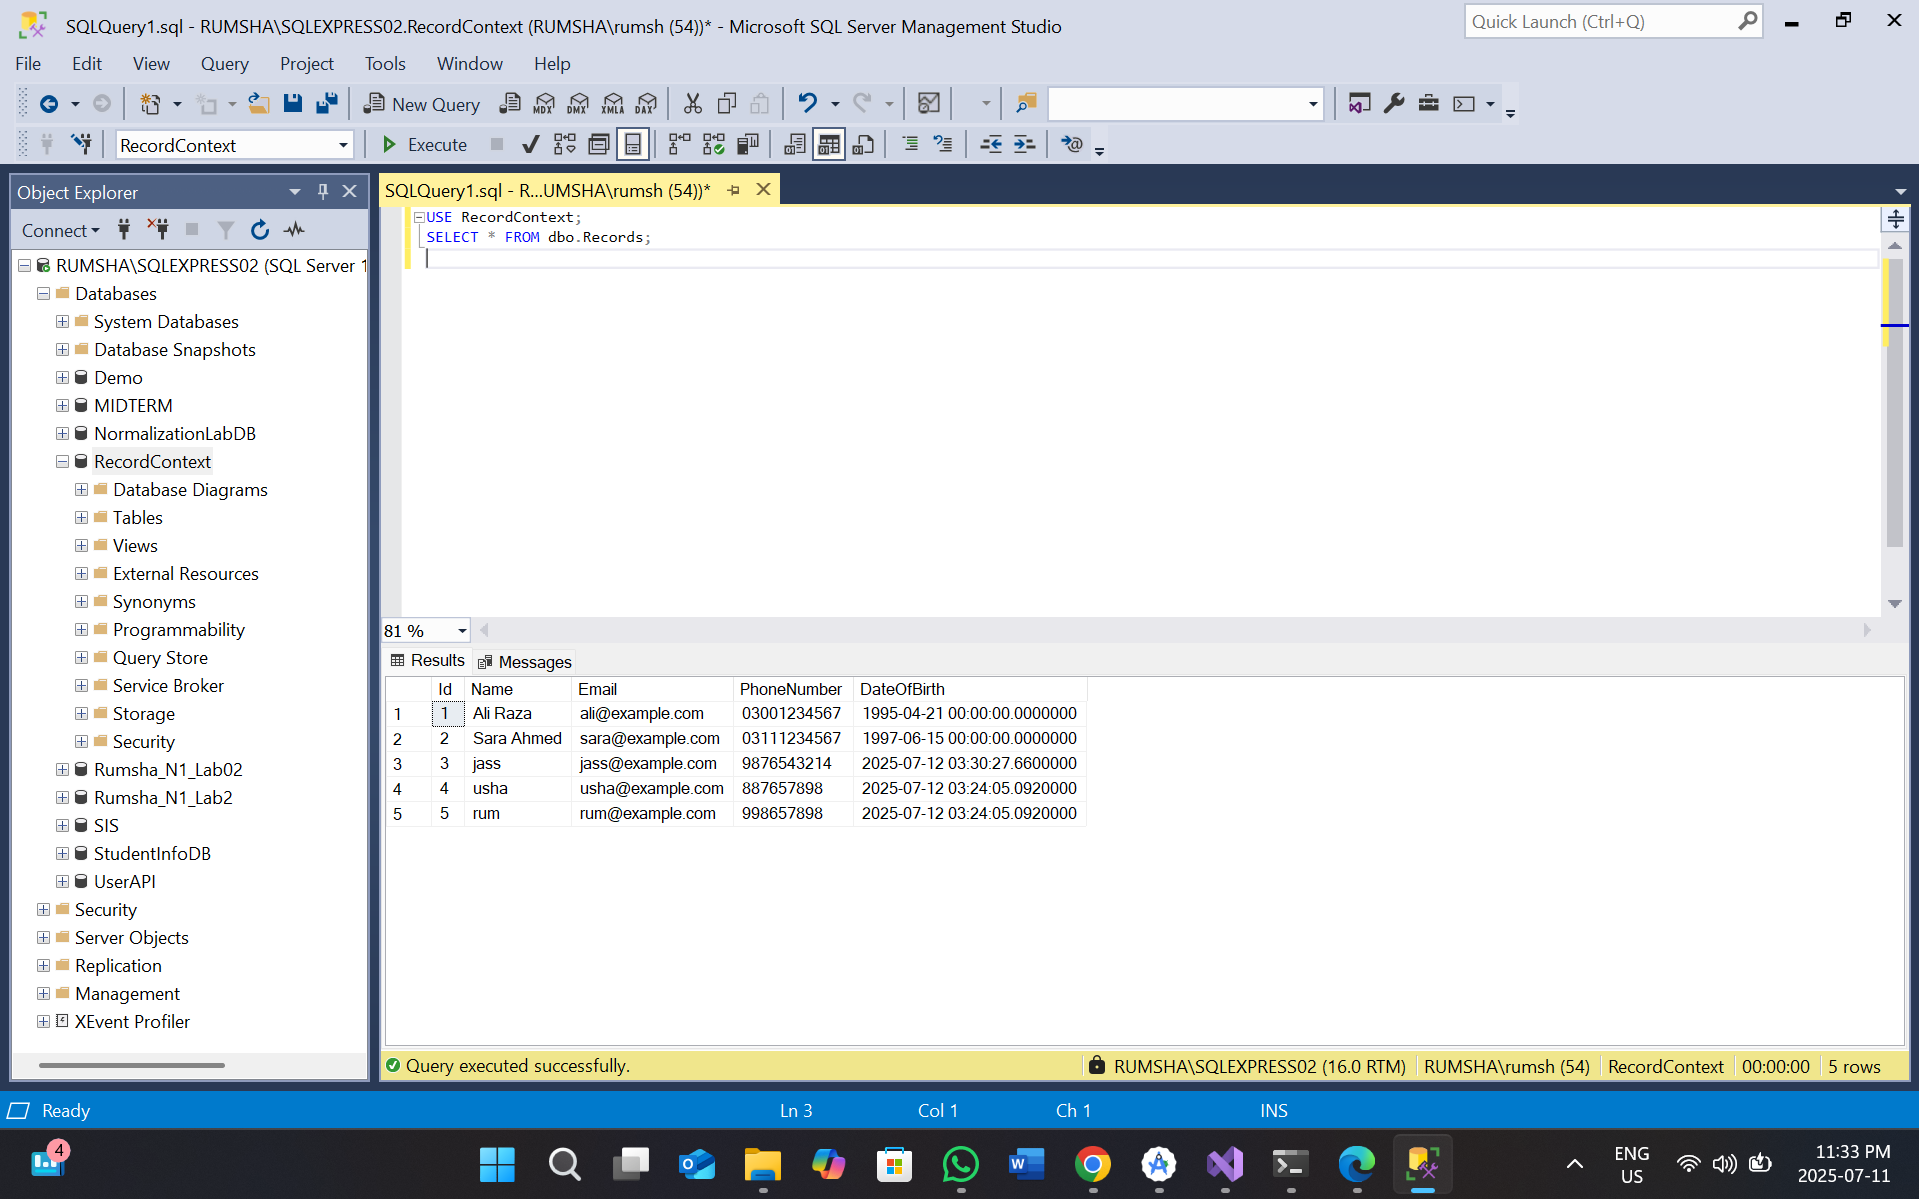 SQLQuery1.sql - RUMSHA\SQLEXPRESS02.RecordContext (RUMSHA\rumsh (54))* - Microsoft SQL Server Management Studio
Quick Launch (Ctrl+Q)
File Edit View Query Project Tools Window Help
New Query MDX DMX XMLA DAX
RecordContext Execute
Object Explorer
SQLQuery1.sql - R...UMSHA\rumsh (54))*
Connect
RUMSHA\SQLEXPRESS02 (SQL Server 1
Databases
System Databases
Database Snapshots
Demo
MIDTERM
NormalizationLabDB
RecordContext
Database Diagrams
Tables
Views
External Resources
Synonyms
Programmability
Query Store
Service Broker
Storage
Security
Rumsha_N1_Lab02
Rumsha_N1_Lab2
SIS
StudentInfoDB
UserAPI
Security
Server Objects
Replication
Management
XEvent Profiler
USE RecordContext;
SELECT * FROM dbo.Records;
81 %
Results Messages
Id Name Email PhoneNumber DateOfBirth
1 1 Ali Raza ali@example.com 03001234567 1995-04-21 00:00:00.0000000
2 2 Sara Ahmed sara@example.com 03111234567 1997-06-15 00:00:00.0000000
3 3 jass jass@example.com 9876543214 2025-07-12 03:30:27.6600000
4 4 usha usha@example.com 887657898 2025-07-12 03:24:05.0920000
5 5 rum rum@example.com 998657898 2025-07-12 03:24:05.0920000
Query executed successfully. RUMSHA\SQLEXPRESS02 (16.0 RTM) RUMSHA\rumsh (54) RecordContext 00:00:00 5 rows
Ready Ln 3 Col 1 Ch 1 INS
4
ENG
US
11:33 PM
2025-07-11